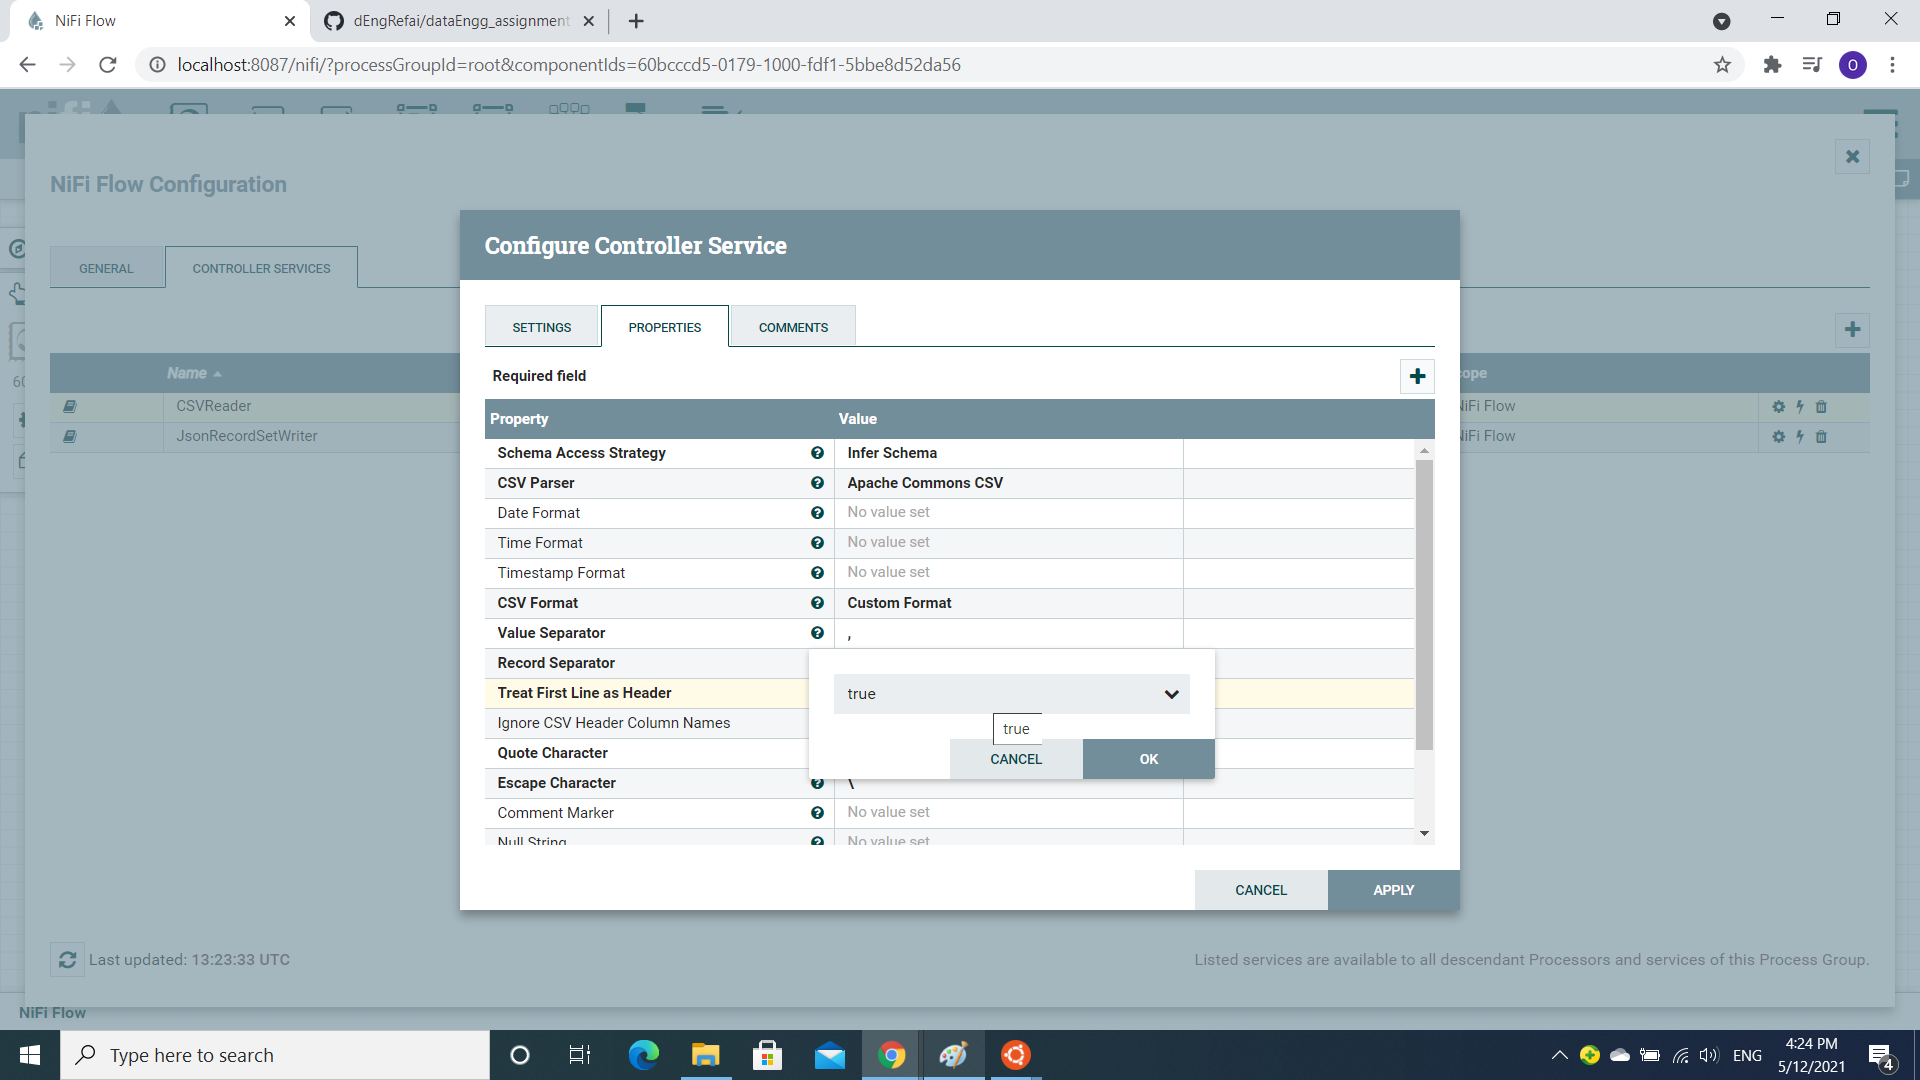 NiFi Flow
dEngRefai/dataEngg_assignment
localhost:8087/nifi/?processGroupId=root&componentIds=60bcccd5-0179-1000-fdf1-5bbe8d52da56
O
NiFi Flow Configuration
GENERAL
CONTROLLER SERVICES
Name
CSVReader
NiFi Flow
JsonRecordSetWriter
NiFi Flow
Configure Controller Service
SETTINGS
PROPERTIES
COMMENTS
Required field
Property
Value
Schema Access Strategy
Infer Schema
CSV Parser
Apache Commons CSV
Date Format
No value set
Time Format
No value set
Timestamp Format
No value set
CSV Format
Custom Format
Value Separator
,
Record Separator
Treat First Line as Header
true
Ignore CSV Header Column Names
true
Quote Character
CANCEL
OK
Escape Character
\
Comment Marker
No value set
Null String
No value set
CANCEL
APPLY
Last updated: 13:23:33 UTC
Listed services are available to all descendant Processors and services of this Process Group.
NiFi Flow
Type here to search
ENG
4:24 PM
5/12/2021
4